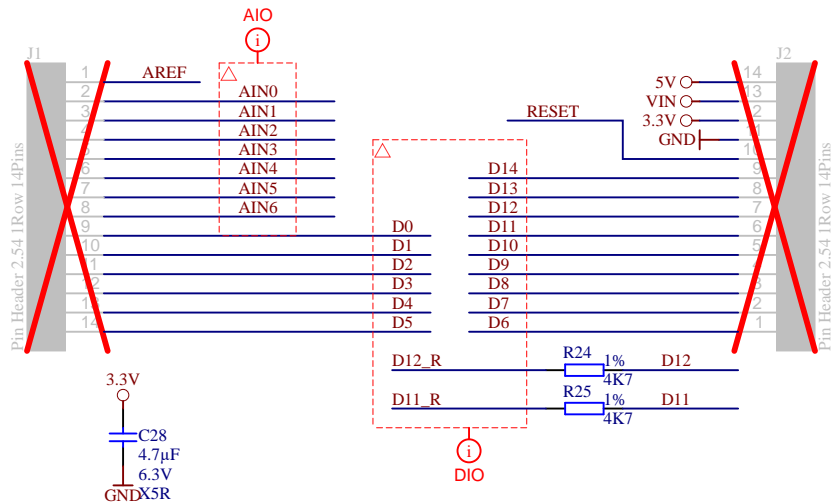 AIO
i
J1
J2
Pin Header 2.54 1Row 14Pins
1
AREF
2
AIN0
3
AIN1
4
AIN2
5
AIN3
6
AIN4
7
AIN5
8
AIN6
9
D0
10
D1
11
D2
12
D3
13
D4
14
D5
5V
14
VIN
13
3.3V
2
GND
11
RESET
10
D14
9
D13
8
D12
7
D11
6
D10
5
D9
4
D8
3
D7
2
D6
1
Pin Header 2.54 1Row 14Pins
D12_R
R24
1%
4K7
D12
D11_R
R25
1%
4K7
D11
i
DIO
3.3V
C28
4.7µF
6.3V
X5R
GND